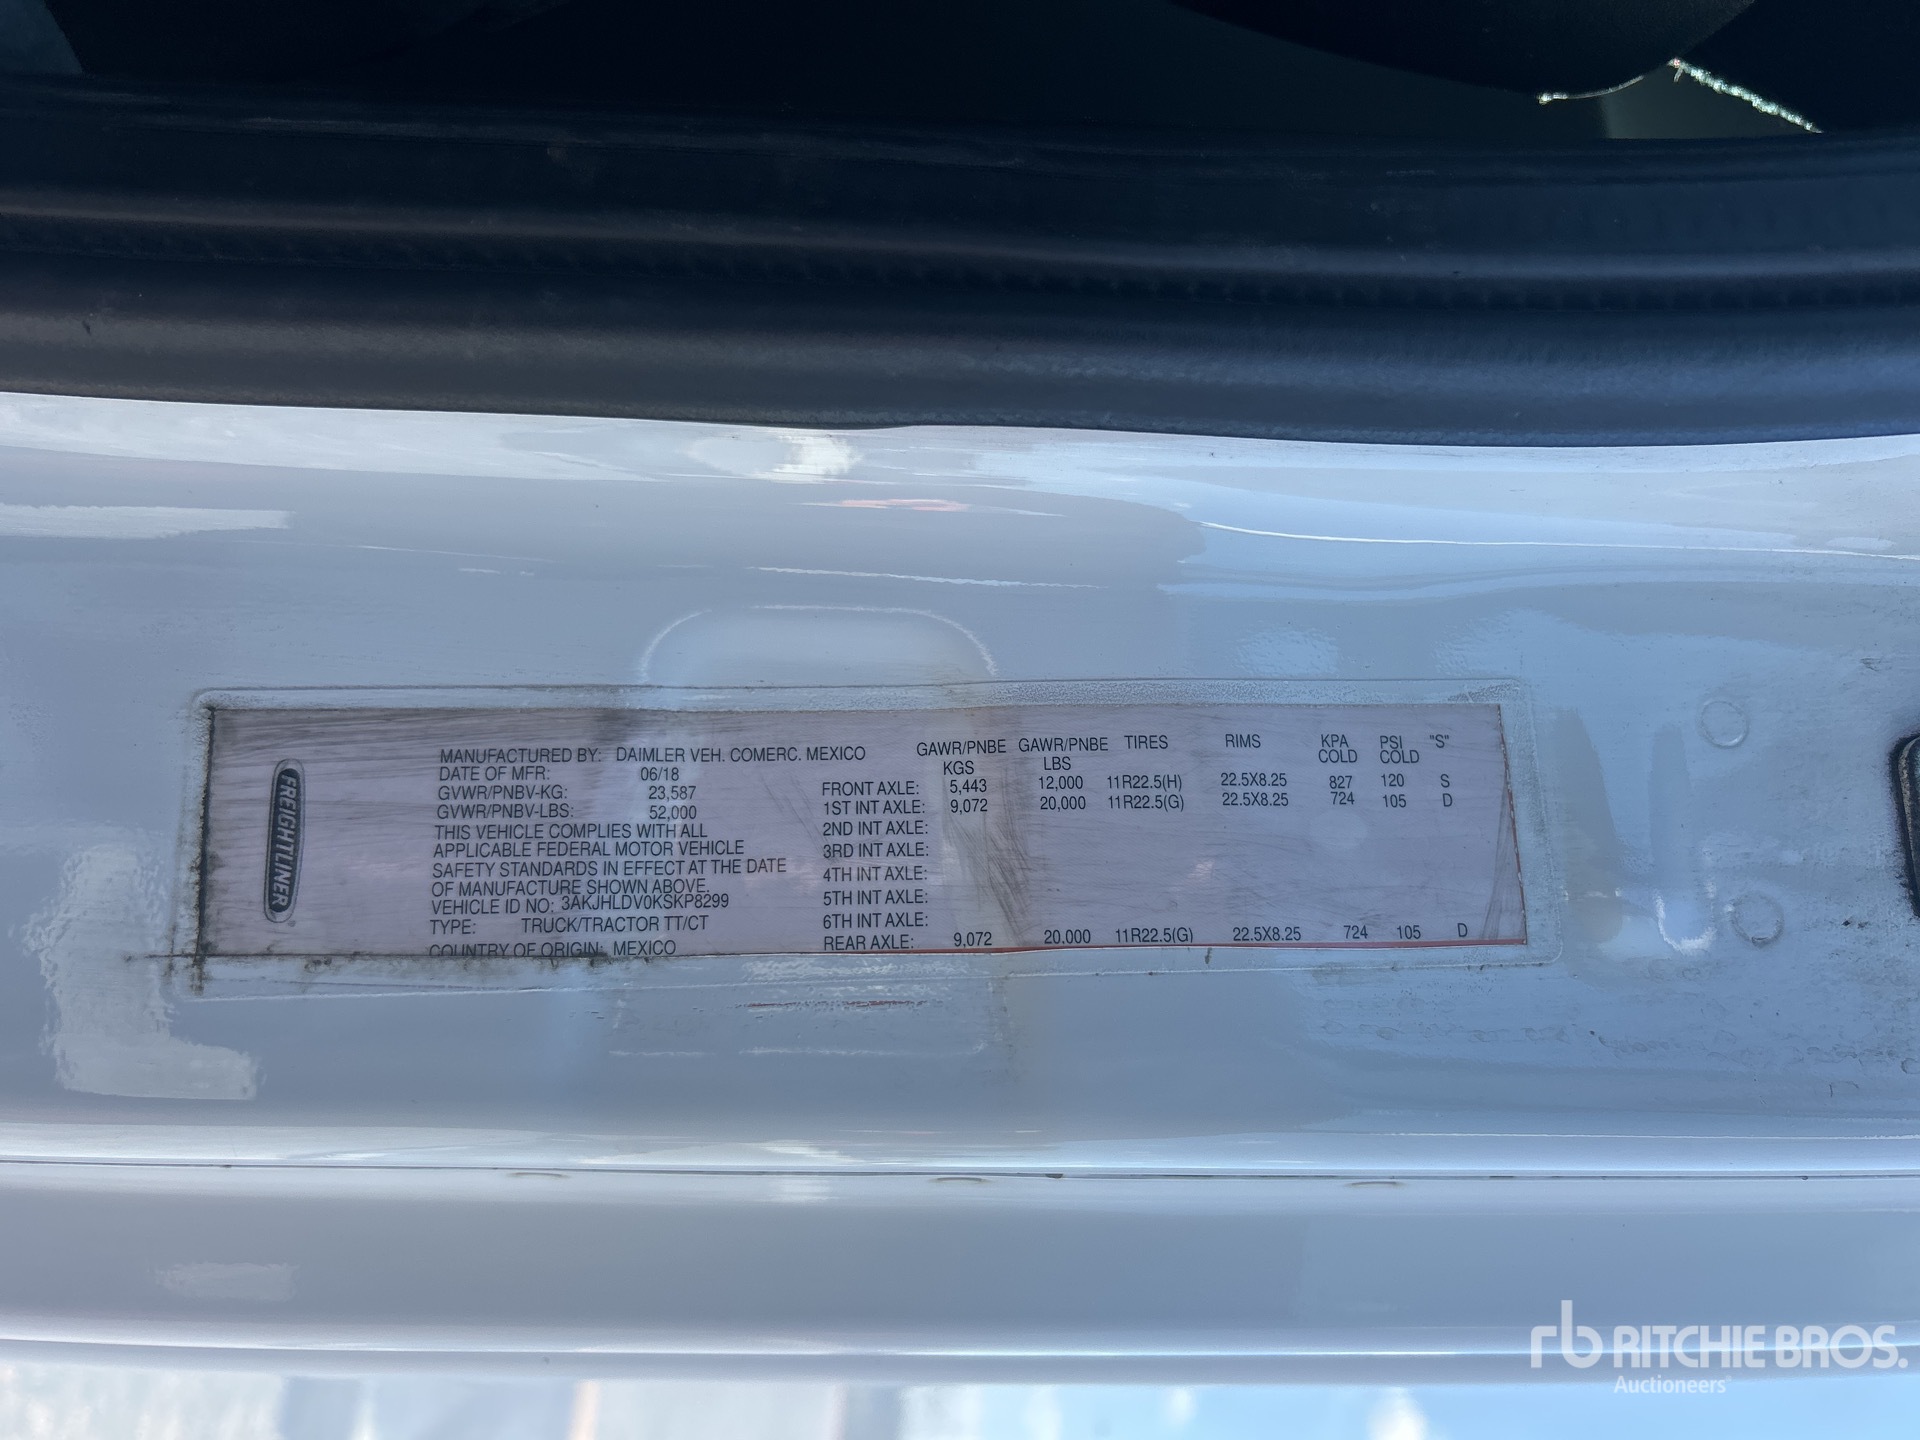 FREIGHTLINER
MANUFACTURED BY: DAIMLER VEH. COMERC. MEXICO
DATE OF MFR: 06/18
GVWR/PNBV-KG: 23,587
GVWR/PNBV-LBS: 52,000
THIS VEHICLE COMPLIES WITH ALL
APPLICABLE FEDERAL MOTOR VEHICLE
SAFETY STANDARDS IN EFFECT AT THE DATE
OF MANUFACTURE SHOWN ABOVE.
VEHICLE ID NO: 3AKJHLDV0KSKP8299
TYPE: TRUCK/TRACTOR TT/CT
COUNTRY OF ORIGIN: MEXICO
GAWR/PNBE GAWR/PNBE TIRES RIMS KPA PSI "S"
KGS LBS COLD COLD
FRONT AXLE: 5,443 12,000 11R22.5(H) 22.5X8.25 827 120 S
1ST INT AXLE: 9,072 20,000 11R22.5(G) 22.5X8.25 724 105 D
2ND INT AXLE:
3RD INT AXLE:
4TH INT AXLE:
5TH INT AXLE:
6TH INT AXLE:
REAR AXLE: 9,072 20,000 11R22.5(G) 22.5X8.25 724 105 D
rb RITCHIE BROS.
Auctioneers